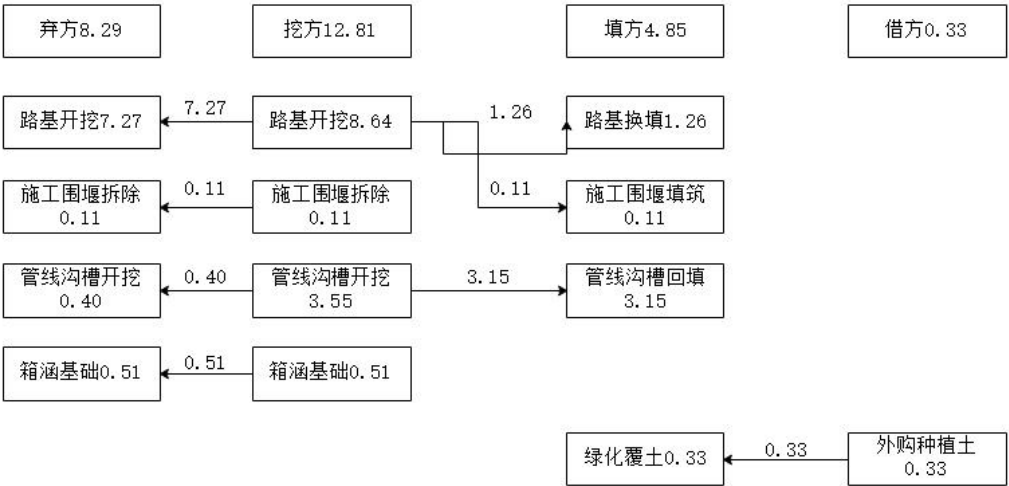 弃方8.29
挖方12.81
填方4.85
借方0.33
路基开挖7.27
7.27
路基开挖8.64
1.26
路基换填1.26
施工围堰拆除
0.11
0.11
施工围堰拆除
0.11
0.11
施工围堰填筑
0.11
管线沟槽开挖
0.40
0.40
管线沟槽开挖
3.55
3.15
管线沟槽回填
3.15
箱涵基础0.51
0.51
箱涵基础0.51
绿化覆土0.33
0.33
外购种植土
0.33